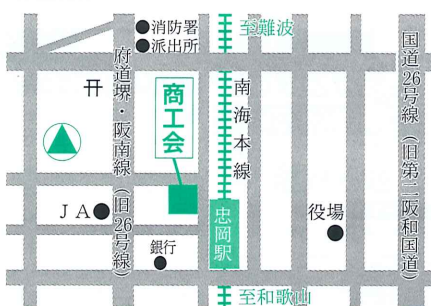 消防署
派出所
至難波
国道26号線(旧第二阪和国道)
府道堺・阪南線(旧26号線)
商工会
南海本線
JA
忠岡駅
役場
銀行
至和歌山